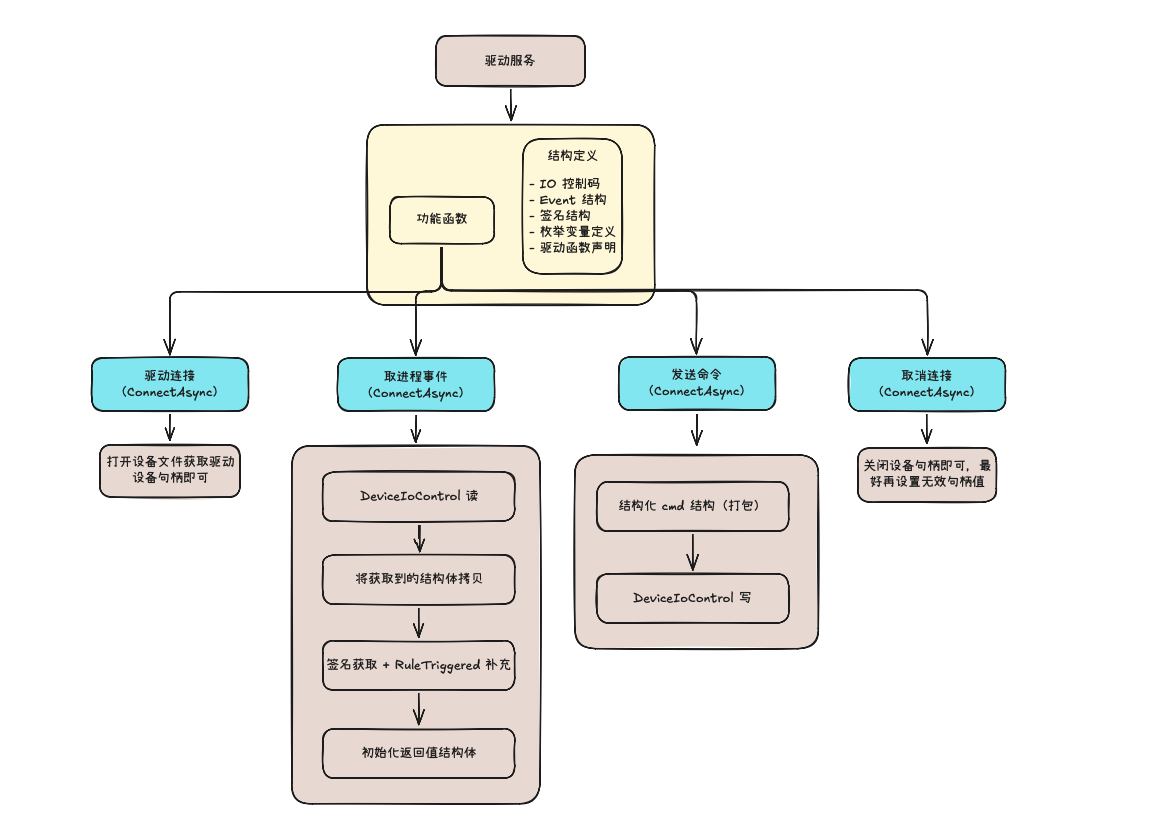 驱动服务
结构定义
- IO 控制码
- Event 结构
- 签名结构
- 枚举变量定义
- 驱动函数声明
功能函数
驱动连接
（ConnectAsync）
取进程事件
（ConnectAsync）
发送命令
（ConnectAsync）
取消连接
（ConnectAsync）
打开设备文件获取驱动
设备句柄即可
DeviceIoControl 读
将获取到的结构体拷贝
签名获取 + RuleTriggered 补充
初始化返回值结构体
结构化 cmd 结构（打包）
DeviceIoControl 写
关闭设备句柄即可，最
好再设置无效句柄值